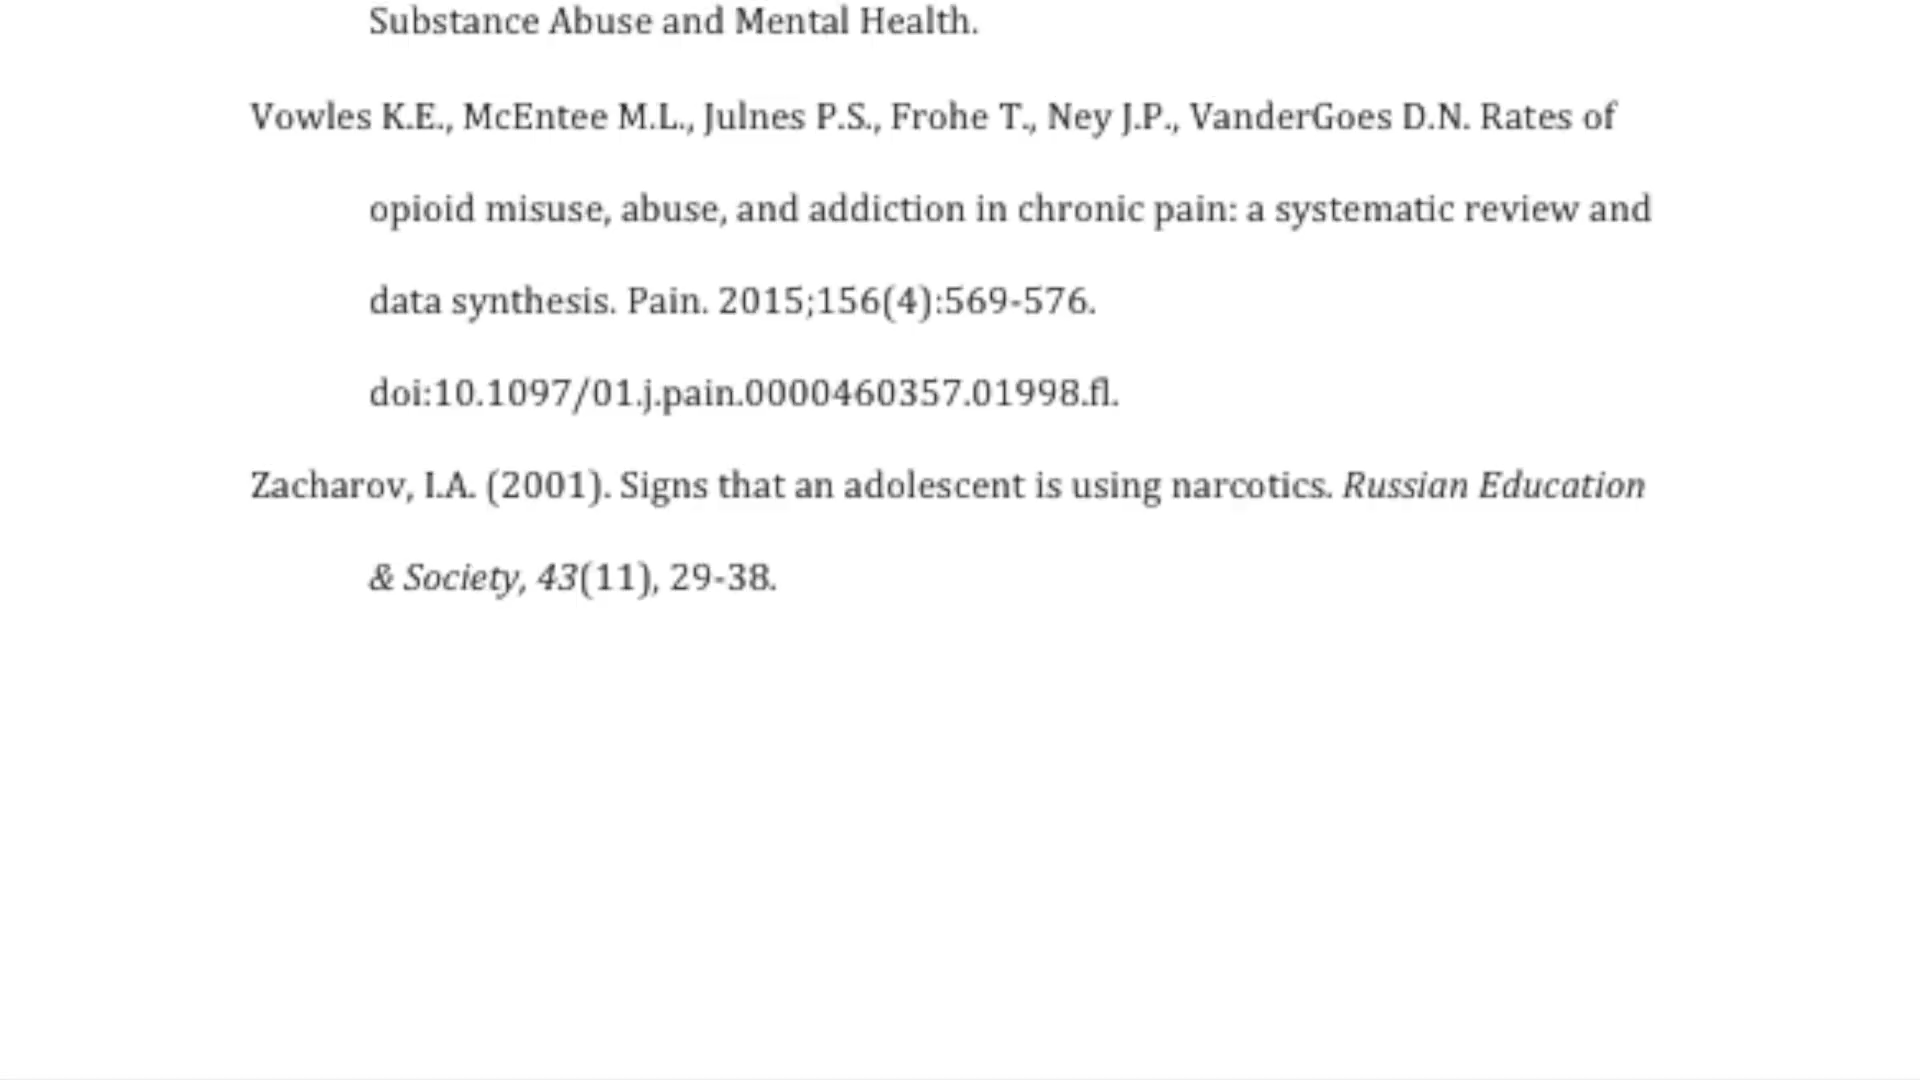 Substance Abuse and Mental Health.
Vowles K.E., McEntee M.L., Julnes P.S., Frohe T., Ney J.P., VanderGoes D.N. Rates of
opioid misuse, abuse, and addiction in chronic pain: a systematic review and
data synthesis. Pain. 2015;156(4):569-576.
doi:10.1097/01.j.pain.0000460357.01998.fl.
Zacharov, I.A. (2001). Signs that an adolescent is using narcotics. Russian Education
& Society, 43(11), 29-38.